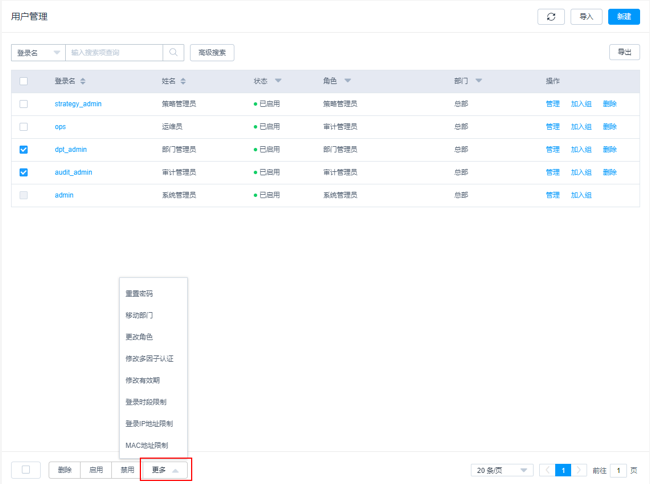 用户管理
导入
新建
登录名
输入搜索项查询
高级搜索
导出
登录名 姓名 状态 角色 部门 操作
strategy_admin 策略管理员 已启用 策略管理员 总部 管理 加入组 删除
ops 运维员 已启用 审计管理员 总部 管理 加入组 删除
dpt_admin 部门管理员 已启用 部门管理员 总部 管理 加入组 删除
audit_admin 审计管理员 已启用 审计管理员 总部 管理 加入组 删除
admin 系统管理员 已启用 系统管理员 总部 管理 加入组
重置密码
移动部门
更改角色
修改多因子认证
修改有效期
登录时段限制
登录IP地址限制
MAC地址限制
删除 启用 禁用 更多 20 条/页 1 前往 1 页